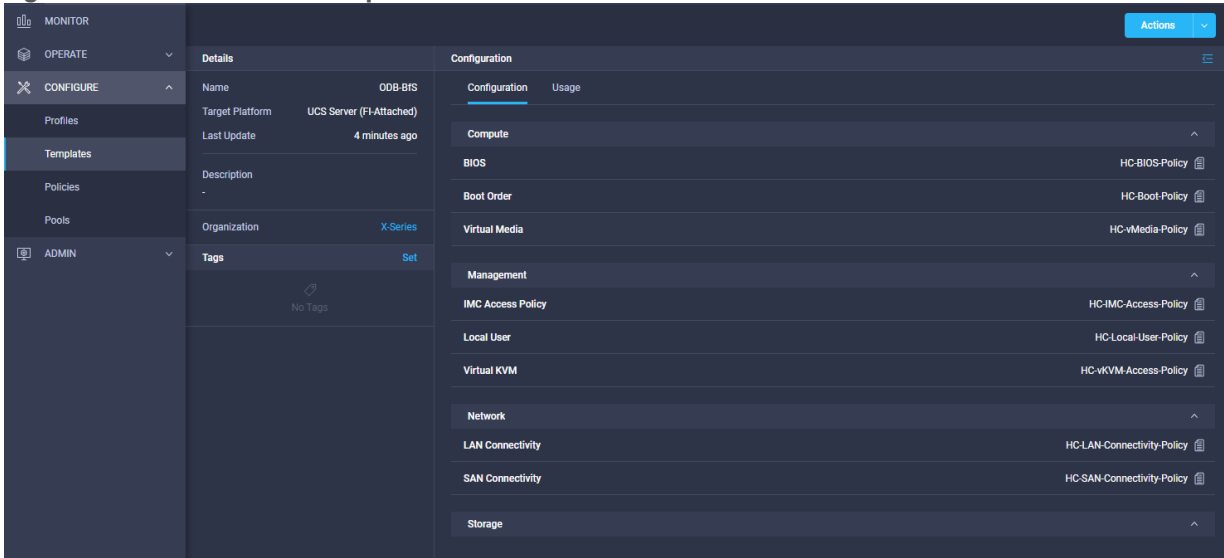 MONITOR
Actions
OPERATE
Details
Configuration
CONFIGURE
Name ODB-BfS
Configuration Usage
Profiles
Target Platform UCS Server (FI-Attached)
Last Update 4 minutes ago
Compute
Templates
BIOS HC-BIOS-Policy
Description
-
Policies
Boot Order HC-Boot-Policy
Pools
Organization X-Series
Virtual Media HC-vMedia-Policy
ADMIN
Tags Set
Management
No Tags
IMC Access Policy HC-IMC-Access-Policy
Local User HC-Local-User-Policy
Virtual KVM HC-vKVM-Access-Policy
Network
LAN Connectivity HC-LAN-Connectivity-Policy
SAN Connectivity HC-SAN-Connectivity-Policy
Storage